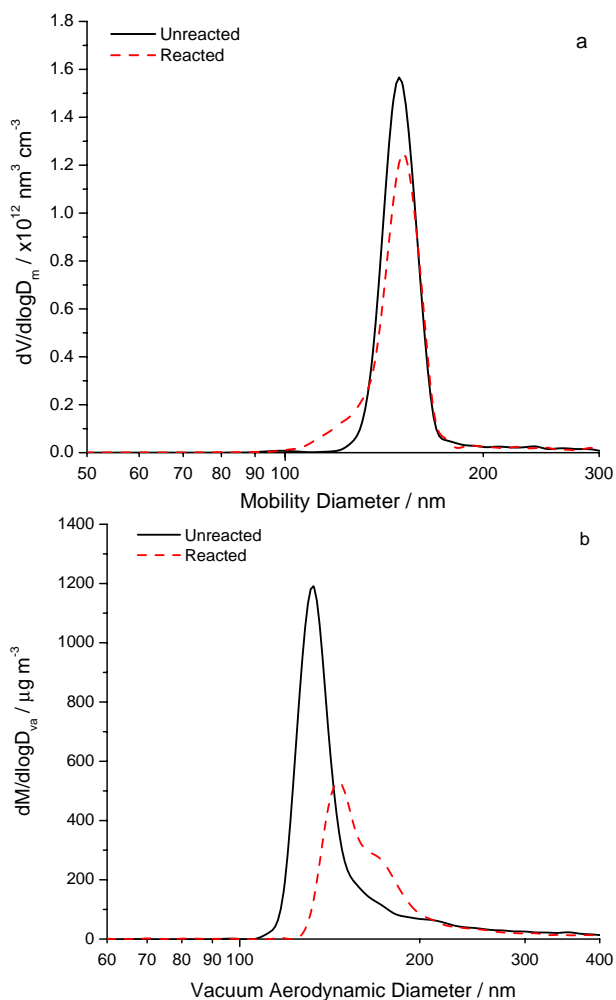 1.8
Unreacted
a
Reacted
1.6
1.4
1.2
1.0
0.8
0.6
0.4
0.2
0.0
dV/dlogD_m / x10^12 nm^3 cm^-3
50 60 70 80 90 100 200 300
Mobility Diameter / nm
1400
Unreacted
b
Reacted
1200
1000
800
600
400
200
0
dM/dlogD_va / µg m^-3
60 70 80 90 100 200 300 400
Vacuum Aerodynamic Diameter / nm